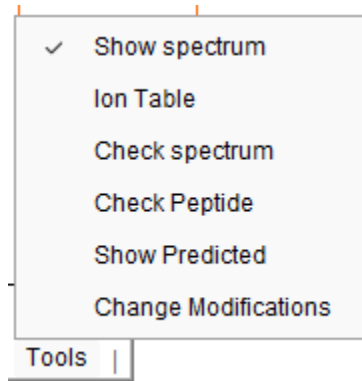 Show spectrum
Ion Table
Check spectrum
Check Peptide
Show Predicted
Change Modifications
Tools |